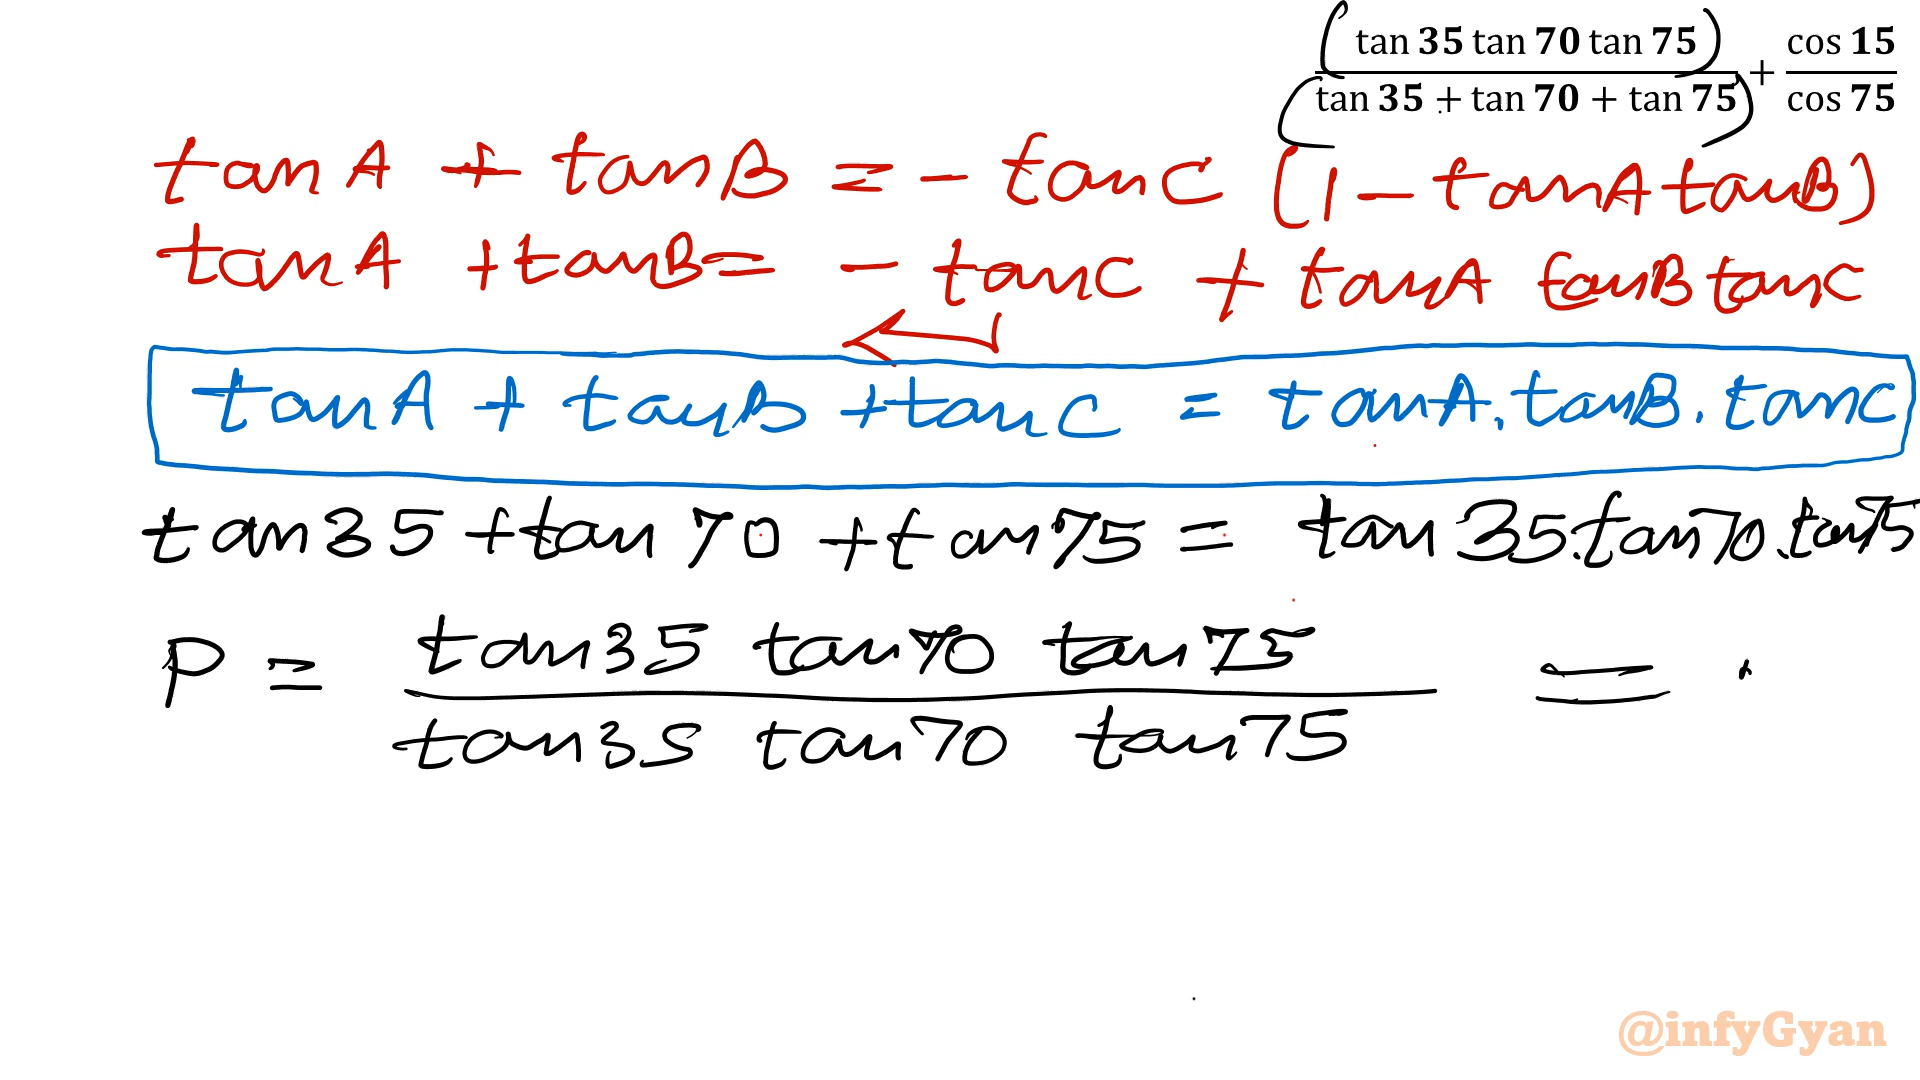 tan 35 tan 70 tan 75 / tan 35 + tan 70 + tan 75 + cos 15 / cos 75
tan A + tan B = - tan C (1 - tan A tan B)
tan A + tan B = - tan C + tan A tan B tan C
tan A + tan B + tan C = tan A . tan B . tan C
tan 35 + tan 70 + tan 75 = tan 35 . tan 70 . tan 75
P = tan 35 tan 70 tan 75 / tan 35 tan 70 tan 75 =
@infyGyan